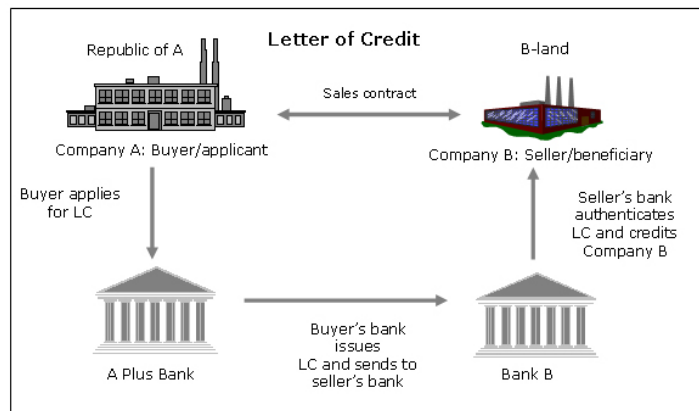 Letter of Credit
Republic of A
B-land
Sales contract
Company A: Buyer/applicant
Company B: Seller/beneficiary
Buyer applies
for LC
Seller's bank
authenticates
LC and credits
Company B
Buyer's bank
issues
LC and sends to
seller's bank
A Plus Bank
Bank B